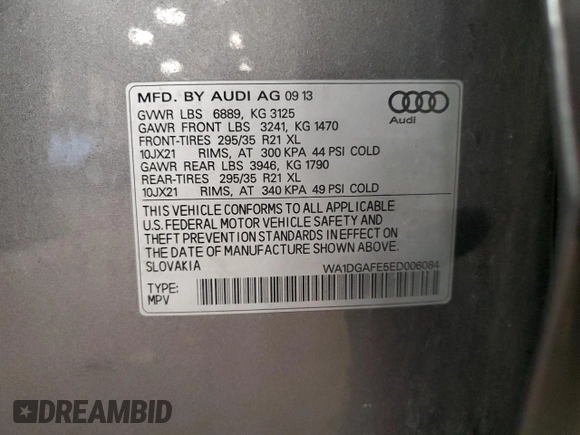 MFD. BY AUDI AG 09 13
GVWR LBS 6889, KG 3125
GAWR FRONT LBS 3241, KG 1470
FRONT-TIRES 295/35 R21 XL
10JX21 RIMS, AT 300 KPA 44 PSI COLD
GAWR REAR LBS 3946, KG 1790
REAR-TIRES 295/35 R21 XL
10JX21 RIMS, AT 340 KPA 49 PSI COLD
Audi
THIS VEHICLE CONFORMS TO ALL APPLICABLE
U.S. FEDERAL MOTOR VEHICLE SAFETY AND
THEFT PREVENTION STANDARDS IN EFFECT ON
THE DATE OF MANUFACTURE SHOWN ABOVE.
SLOVAKIA WA1DGAFE5ED006084
TYPE:
MPV
DREAMBID